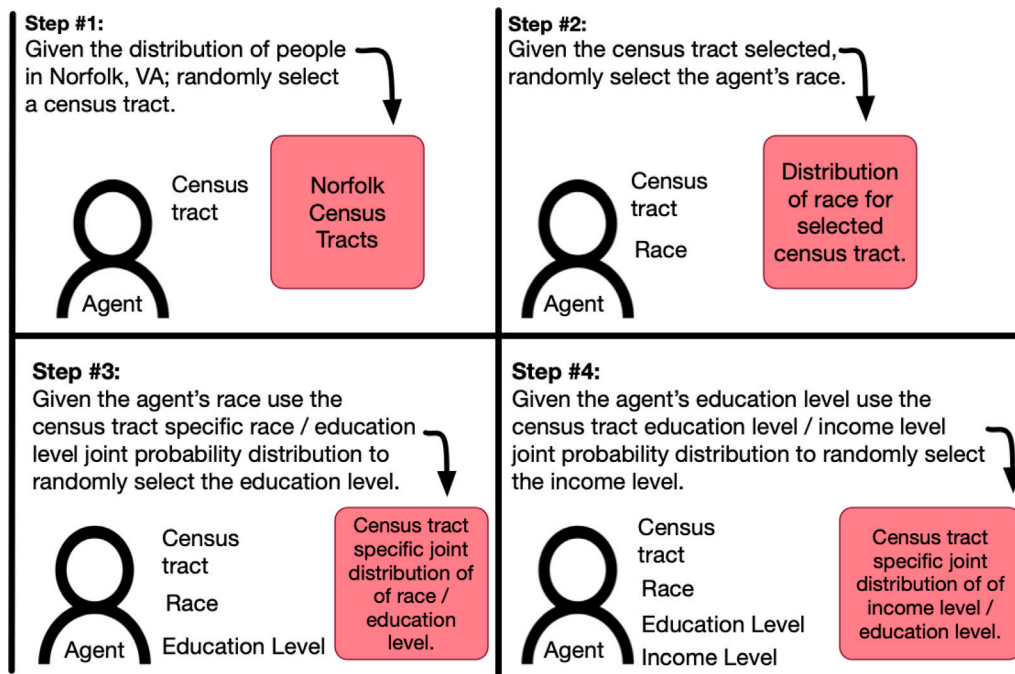 Step #1:
Given the distribution of people
in Norfolk, VA; randomly select
a census tract.
Census
tract
Norfolk
Census
Tracts
Agent
Step #2:
Given the census tract selected,
randomly select the agent's race.
Census
tract
Race
Distribution
of race for
selected
census tract.
Agent
Step #3:
Given the agent's race use the
census tract specific race / education
level joint probability distribution to
randomly select the education level.
Census
tract
Race
Education Level
Census tract
specific joint
distribution of
of race /
education
level.
Agent
Step #4:
Given the agent's education level use the
census tract education level / income level
joint probability distribution to randomly select
the income level.
Census
tract
Race
Education Level
Income Level
Census tract
specific joint
distribution of of
income level /
education level.
Agent